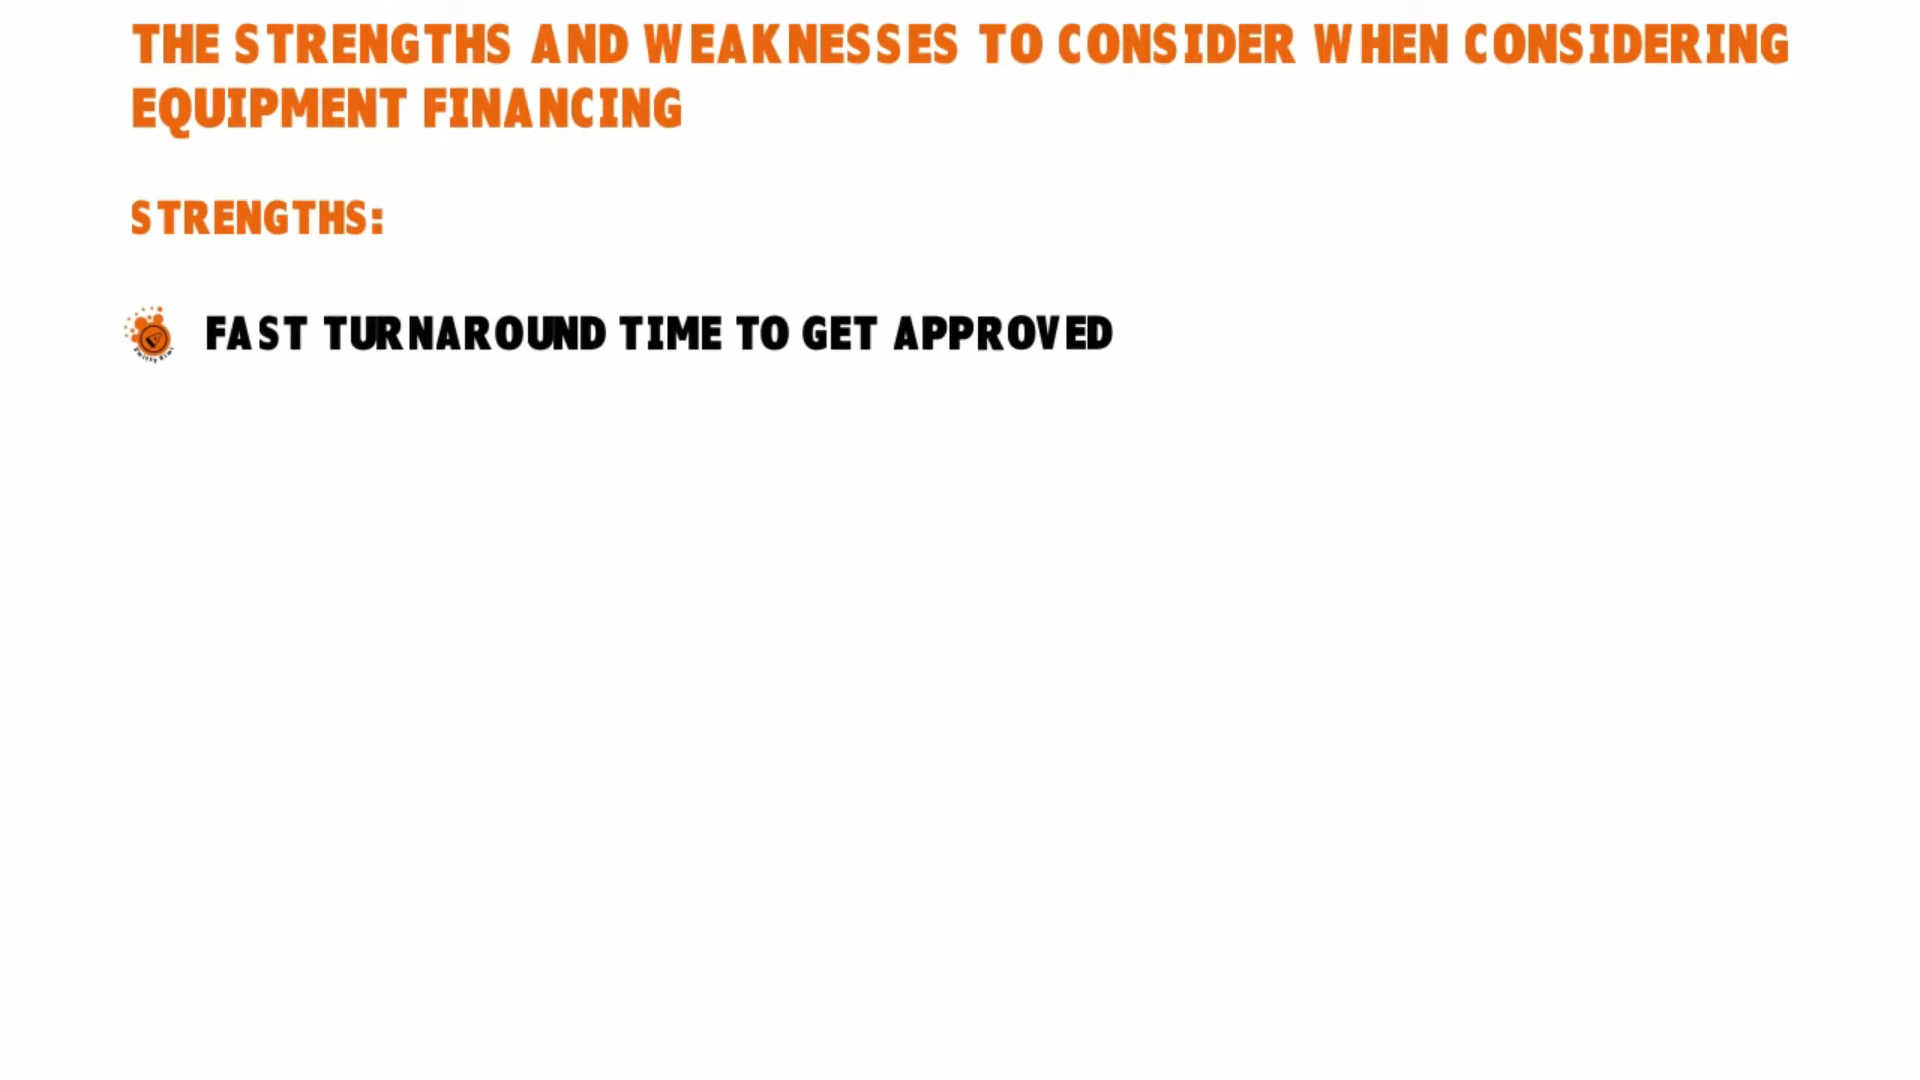 THE STRENGTHS AND WEAKNESSES TO CONSIDER WHEN CONSIDERING
EQUIPMENT FINANCING
STRENGTHS:
FAST TURNAROUND TIME TO GET APPROVED